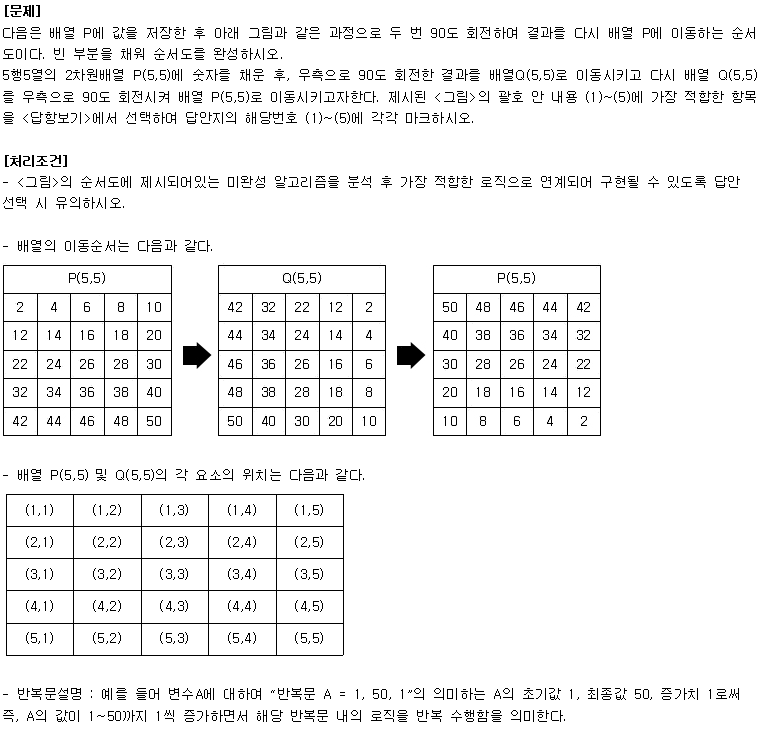 [문제]
다음은 배열 P에 값을 저장한 후 아래 그림과 같은 과정으로 두 번 90도 회전하여 결과를 다시 배열 P에 이동하는 순서
도이다. 빈 부분을 채워 순서도를 완성하시오.
5행5열의 2차원배열 P(5,5)에 숫자를 채운 후, 우측으로 90도 회전한 결과를 배열Q(5,5)로 이동시키고 다시 배열 Q(5,5)
를 우측으로 90도 회전시켜 배열 P(5,5)로 이동시키고자한다. 제시된 <그림>의 괄호 안 내용 (1)~(5)에 가장 적합한 항목
을 <답항보기>에서 선택하여 답안지의 해당번호 (1)~(5)에 각각 마크하시오.
[처리조건]
- <그림>의 순서도에 제시되어있는 미완성 알고리즘을 분석 후 가장 적합한 로직으로 연계되어 구현될 수 있도록 답안
선택 시 유의하시오.
- 배열의 이동순서는 다음과 같다.
P(5,5) Q(5,5) P(5,5)
2 4 6 8 10 42 32 22 12 2 50 48 46 44 42
12 14 16 18 20 44 34 24 14 4 40 38 36 34 32
22 24 26 28 30 46 36 26 16 6 30 28 26 24 22
32 34 36 38 40 48 38 28 18 8 20 18 16 14 12
42 44 46 48 50 50 40 30 20 10 10 8 6 4 2
- 배열 P(5,5) 및 Q(5,5)의 각 요소의 위치는 다음과 같다.
(1,1) (1,2) (1,3) (1,4) (1,5)
(2,1) (2,2) (2,3) (2,4) (2,5)
(3,1) (3,2) (3,3) (3,4) (3,5)
(4,1) (4,2) (4,3) (4,4) (4,5)
(5,1) (5,2) (5,3) (5,4) (5,5)
- 반복문설명 : 예를 들어 변수A에 대하여 "반복문 A = 1, 50, 1"의 의미하는 A의 초기값 1, 최종값 50, 증가치 1로써
즉, A의 값이 1~50)까지 1씩 증가하면서 해당 반복문 내의 로직을 반복 수행함을 의미한다.